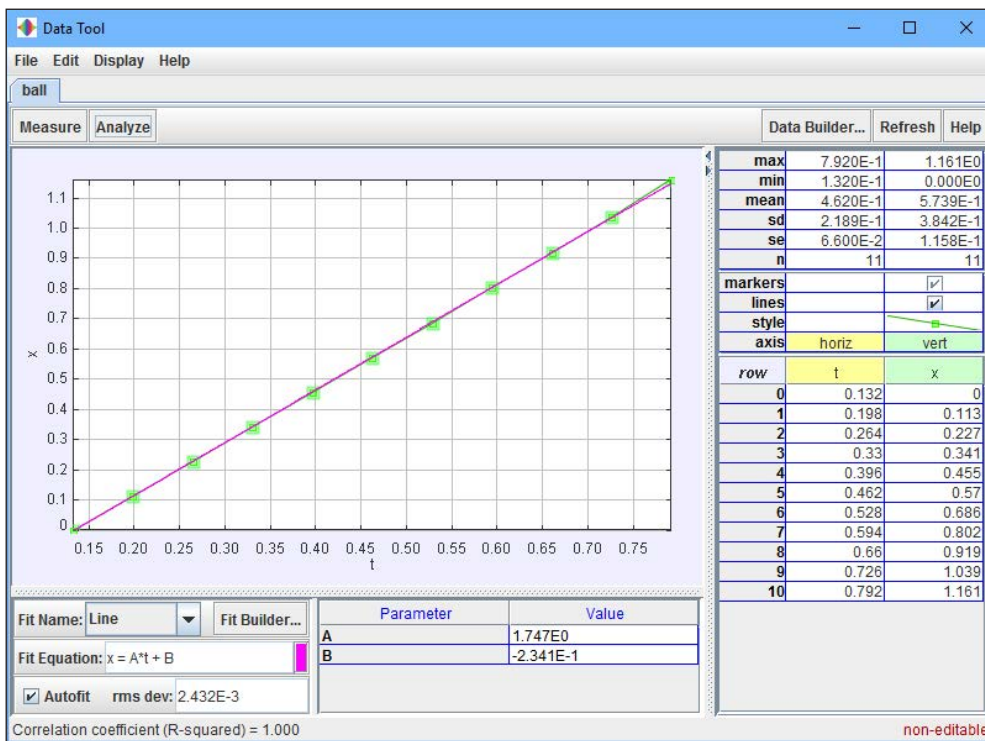 Data Tool
File Edit Display Help
ball
Measure Analyze Data Builder... Refresh Help
1.1
1.0
0.9
0.8
0.7
0.6
0.5
0.4
0.3
0.2
0.1
0
x
0.15 0.20 0.25 0.30 0.35 0.40 0.45 0.50 0.55 0.60 0.65 0.70 0.75
t
max 7.920E-1 1.161E0
min 1.320E-1 0.000E0
mean 4.620E-1 5.739E-1
sd 2.189E-1 3.842E-1
se 6.600E-2 1.158E-1
n 11 11
markers
lines
style
axis horiz vert
row t x
0 0.132 0
1 0.198 0.113
2 0.264 0.227
3 0.33 0.341
4 0.396 0.455
5 0.462 0.57
6 0.528 0.686
7 0.594 0.802
8 0.66 0.919
9 0.726 1.039
10 0.792 1.161
Fit Name: Line Fit Builder...
Fit Equation: x = A*t + B
Autofit rms dev: 2.432E-3
Parameter Value
A 1.747E0
B -2.341E-1
Correlation coefficient (R-squared) = 1.000 non-editable